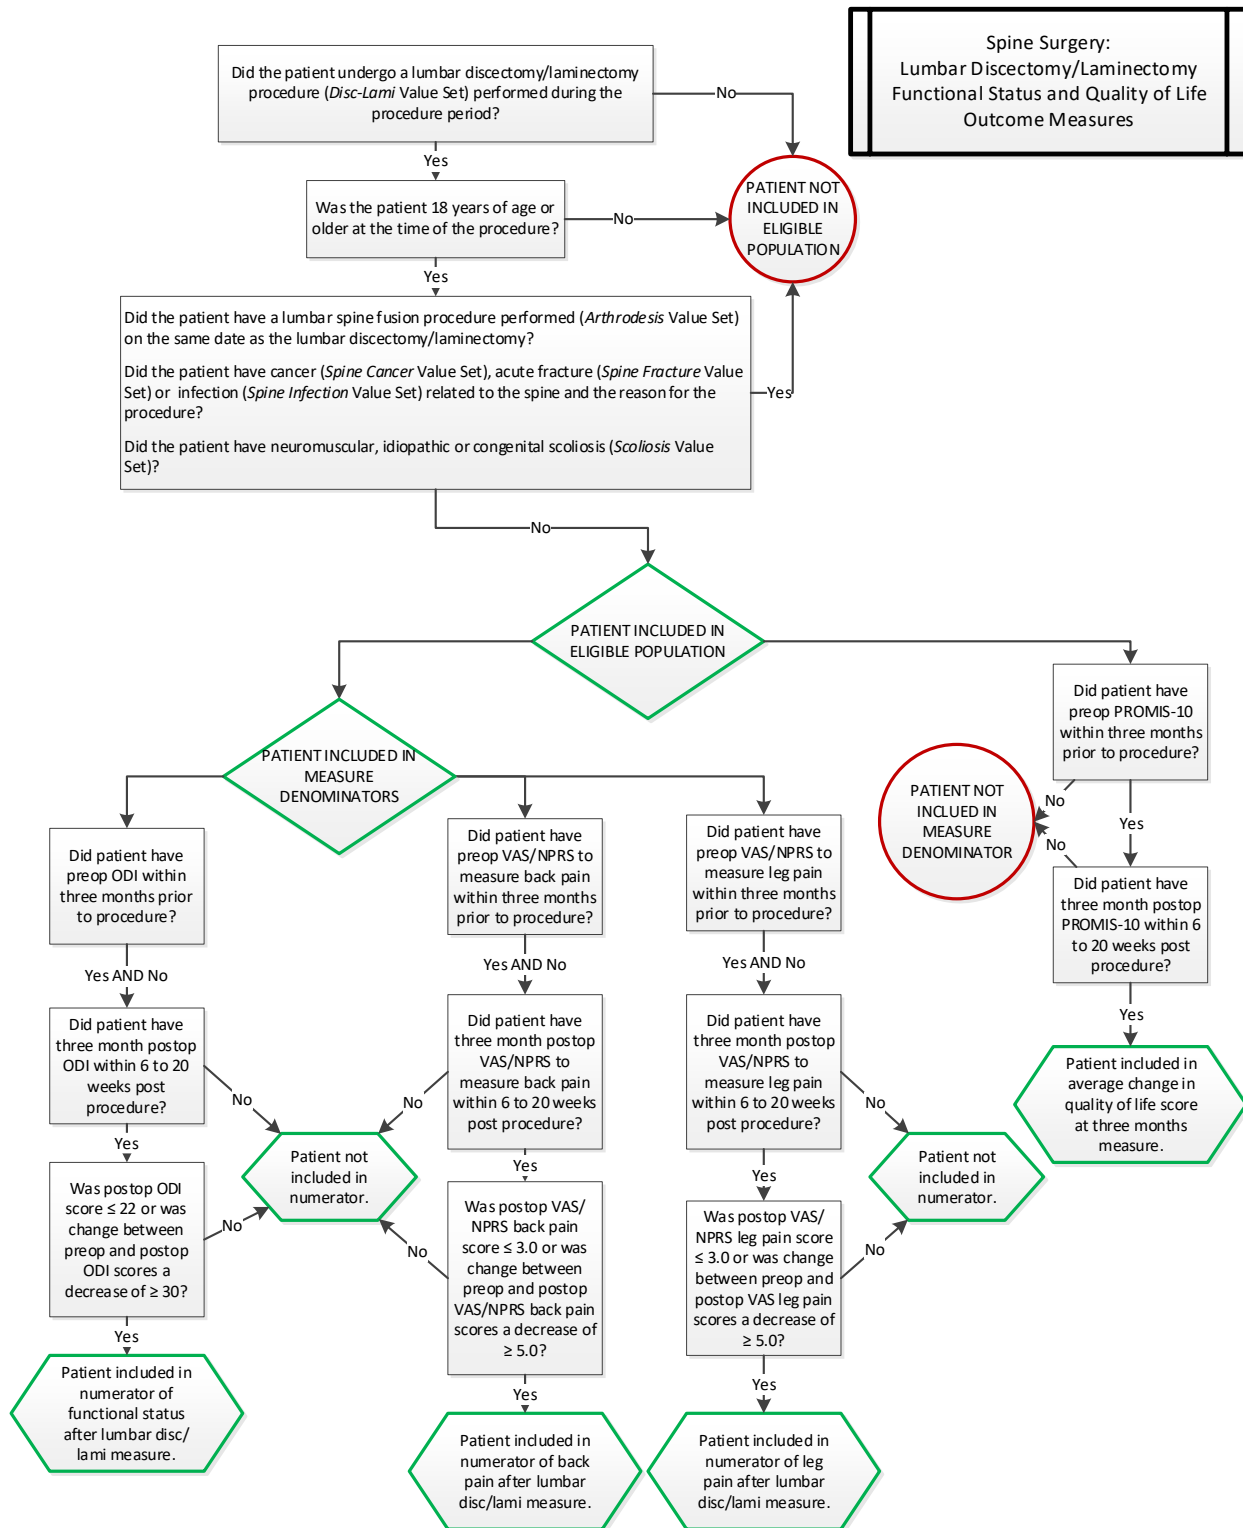 Spine Surgery:
Lumbar Discectomy/Laminectomy
Functional Status and Quality of Life
Outcome Measures
Did the patient undergo a lumbar discectomy/laminectomy
procedure (Disc-Lami Value Set) performed during the
procedure period?
No
Yes
PATIENT NOT
INCLUDED IN
ELIGIBLE
POPULATION
Was the patient 18 years of age or
older at the time of the procedure?
No
Yes
Did the patient have a lumbar spine fusion procedure performed (Arthrodesis Value Set)
on the same date as the lumbar discectomy/laminectomy?
Did the patient have cancer (Spine Cancer Value Set), acute fracture (Spine Fracture Value
Set) or infection (Spine Infection Value Set) related to the spine and the reason for the
procedure?
Did the patient have neuromuscular, idiopathic or congenital scoliosis (Scoliosis Value
Set)?
Yes
No
PATIENT INCLUDED IN
ELIGIBLE POPULATION
PATIENT INCLUDED IN
MEASURE
DENOMINATORS
Did patient have
preop PROMIS-10
within three months
prior to procedure?
No
Yes
PATIENT NOT
INCLUED IN
MEASURE
DENOMINATOR
No
Did patient have
three month postop
PROMIS-10 within 6
to 20 weeks post
procedure?
Yes
Patient included in
average change in
quality of life score
at three months
measure.
Did patient have
preop ODI within
three months prior
to procedure?
Yes AND No
Did patient have
three month postop
ODI within 6 to 20
weeks post
procedure?
No
Yes
Was postop ODI
score ≤ 22 or was
change between
preop and postop
ODI scores a
decrease of ≥ 30?
No
Yes
Patient included in
numerator of
functional status
after lumbar disc/
lami measure.
Did patient have
preop VAS/NPRS to
measure back pain
within three months
prior to procedure?
Yes AND No
Did patient have
three month postop
VAS/NPRS to
measure back pain
within 6 to 20 weeks
post procedure?
No
Yes
Patient not
included in
numerator.
Was postop VAS/
NPRS back pain
score ≤ 3.0 or was
change between
preop and postop
VAS/NPRS back pain
scores a decrease of
≥ 5.0?
No
Yes
Patient included in
numerator of back
pain after lumbar
disc/lami measure.
Did patient have
preop VAS/NPRS to
measure leg pain
within three months
prior to procedure?
Yes AND No
Did patient have
three month postop
VAS/NPRS to
measure leg pain
within 6 to 20 weeks
post procedure?
No
Yes
Patient not
included in
numerator.
Was postop VAS/
NPRS leg pain score
≤ 3.0 or was change
between preop and
postop VAS leg pain
scores a decrease of
≥ 5.0?
No
Yes
Patient included in
numerator of leg
pain after lumbar
disc/lami measure.